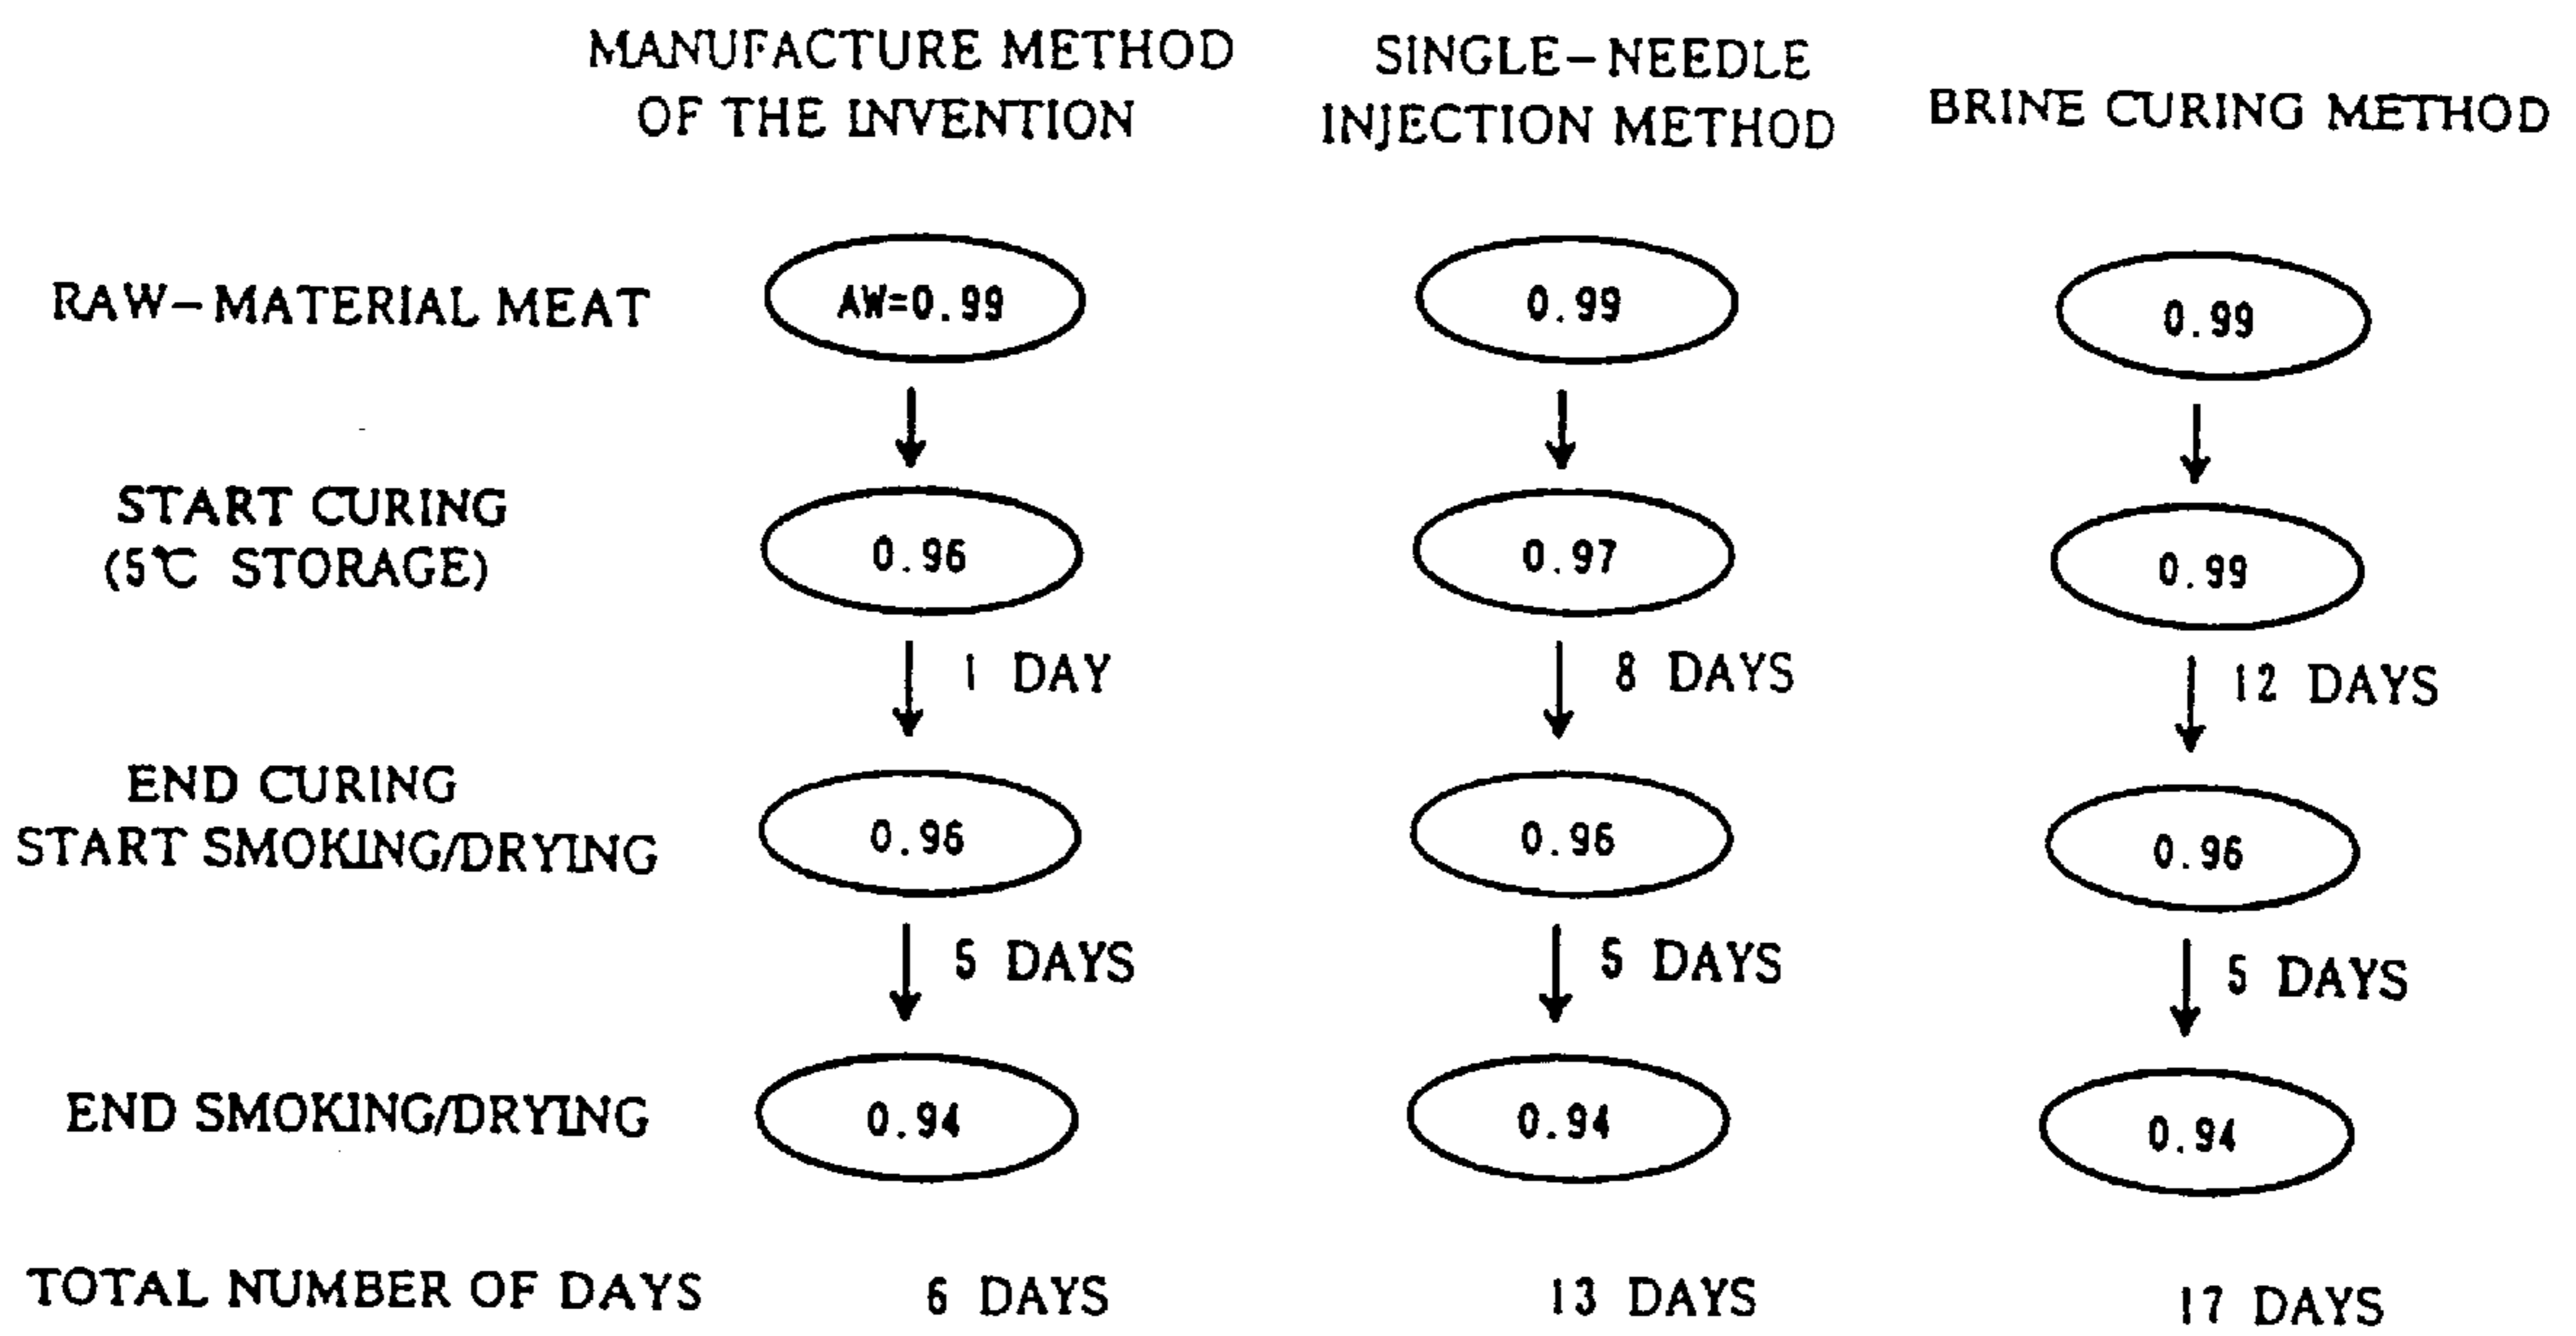 MANUFACTURE METHOD
OF THE INVENTION
SINGLE-NEEDLE
INJECTION METHOD
BRINE CURING METHOD
RAW-MATERIAL MEAT
AW=0.99
0.99
0.99
START CURING
(5℃ STORAGE)
0.96
0.97
0.99
1 DAY
8 DAYS
12 DAYS
END CURING
START SMOKING/DRYING
0.96
0.96
0.96
5 DAYS
5 DAYS
5 DAYS
END SMOKING/DRYING
0.94
0.94
0.94
TOTAL NUMBER OF DAYS
6 DAYS
13 DAYS
17 DAYS